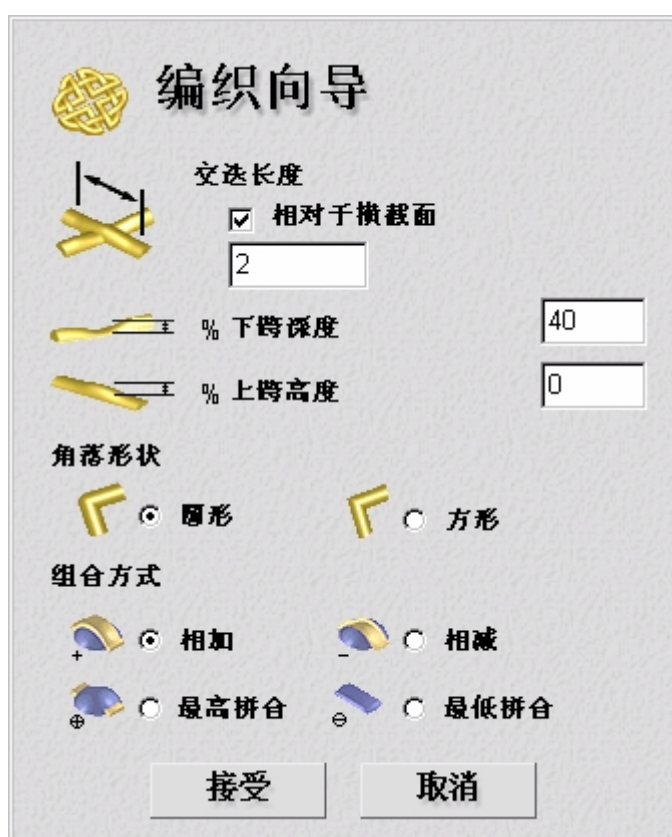 编织向导
交迭长度
相对于横截面
2
% 下跨深度 40
% 上跨高度 0
角落形状
圆形 方形
组合方式
相加 相减
最高拼合 最低拼合
接受 取消